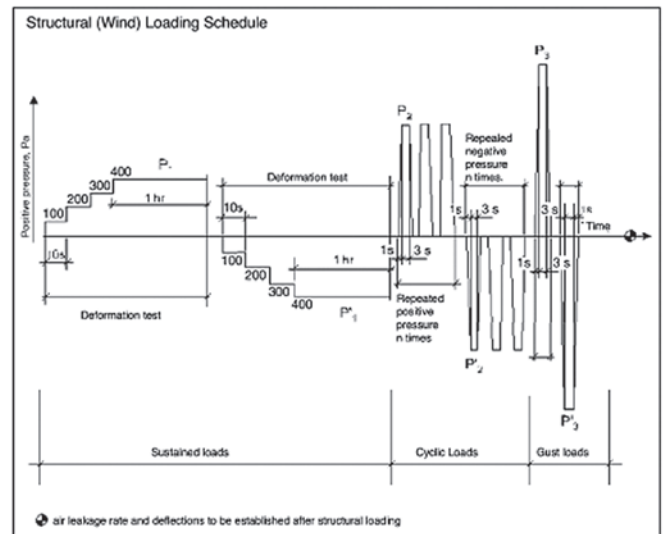 Structural (Wind) Loading Schedule
Positive pressure, Pa
100
200
300
400
P
1 hr
10s
Deformation test
Deformation test
10s
100
200
300
400
1 hr
P'1
P2
1s
3 s
Repeated
positive
pressure
n times
Repealed
negative
pressure
n times.
1s
3 s
P'2
P3
3 s
1s
1s
3 s
Time
P'3
Sustained loads
Cyclic Loads
Gust loads
air leakage rate and deflections to be established after structural loading